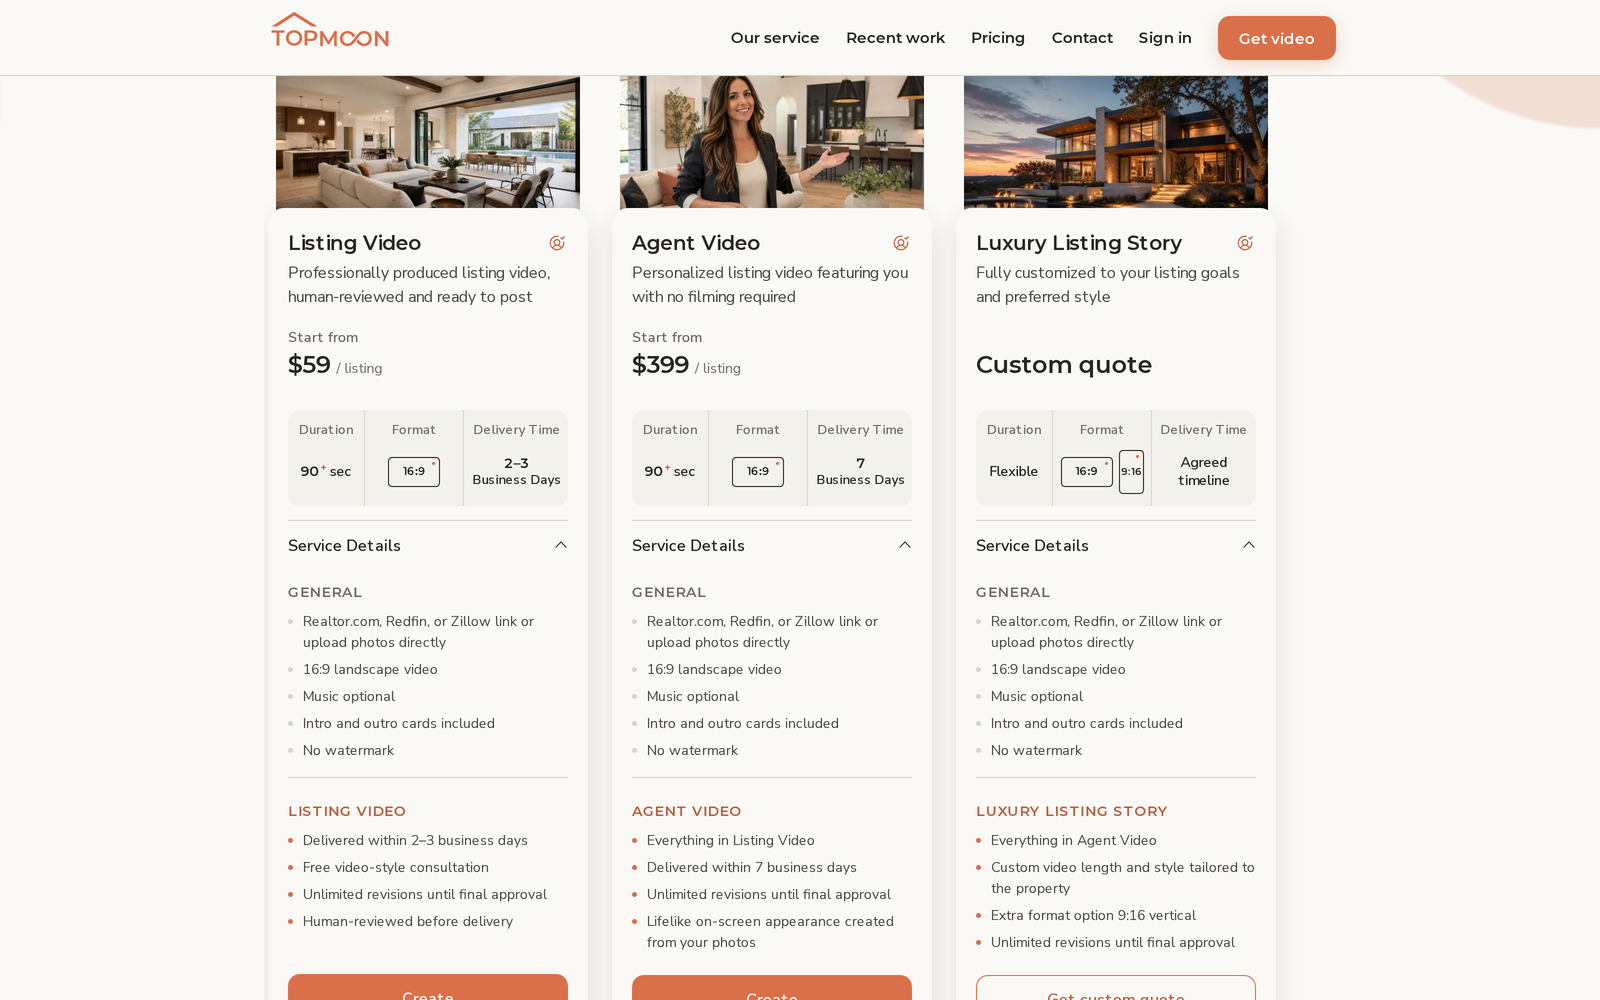 TOPMOON
Our service
Recent work
Pricing
Contact
Sign in
Get video
Listing Video
Professionally produced listing video,
human-reviewed and ready to post
Start from
$59 / listing
Duration
Format
Delivery Time
90+ sec
16:9
2–3
Business Days
Service Details
GENERAL
Realtor.com, Redfin, or Zillow link or
upload photos directly
16:9 landscape video
Music optional
Intro and outro cards included
No watermark
LISTING VIDEO
Delivered within 2–3 business days
Free video-style consultation
Unlimited revisions until final approval
Human-reviewed before delivery
Create
Agent Video
Personalized listing video featuring you
with no filming required
Start from
$399 / listing
Duration
Format
Delivery Time
90+ sec
16:9
7
Business Days
Service Details
GENERAL
Realtor.com, Redfin, or Zillow link or
upload photos directly
16:9 landscape video
Music optional
Intro and outro cards included
No watermark
AGENT VIDEO
Everything in Listing Video
Delivered within 7 business days
Unlimited revisions until final approval
Lifelike on-screen appearance created
from your photos
Create
Luxury Listing Story
Fully customized to your listing goals
and preferred style
Custom quote
Duration
Format
Delivery Time
Flexible
16:9
9:16
Agreed
timeline
Service Details
GENERAL
Realtor.com, Redfin, or Zillow link or
upload photos directly
16:9 landscape video
Music optional
Intro and outro cards included
No watermark
LUXURY LISTING STORY
Everything in Agent Video
Custom video length and style tailored to
the property
Extra format option 9:16 vertical
Unlimited revisions until final approval
Get custom quote